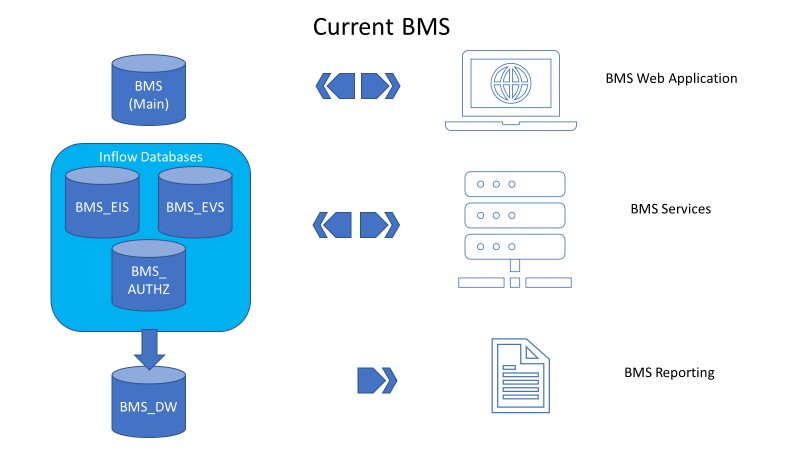 Current BMS
BMS
(Main)
BMS Web Application
Inflow Databases
BMS_EIS
BMS_EVS
BMS_
AUTHZ
BMS Services
BMS_DW
BMS Reporting